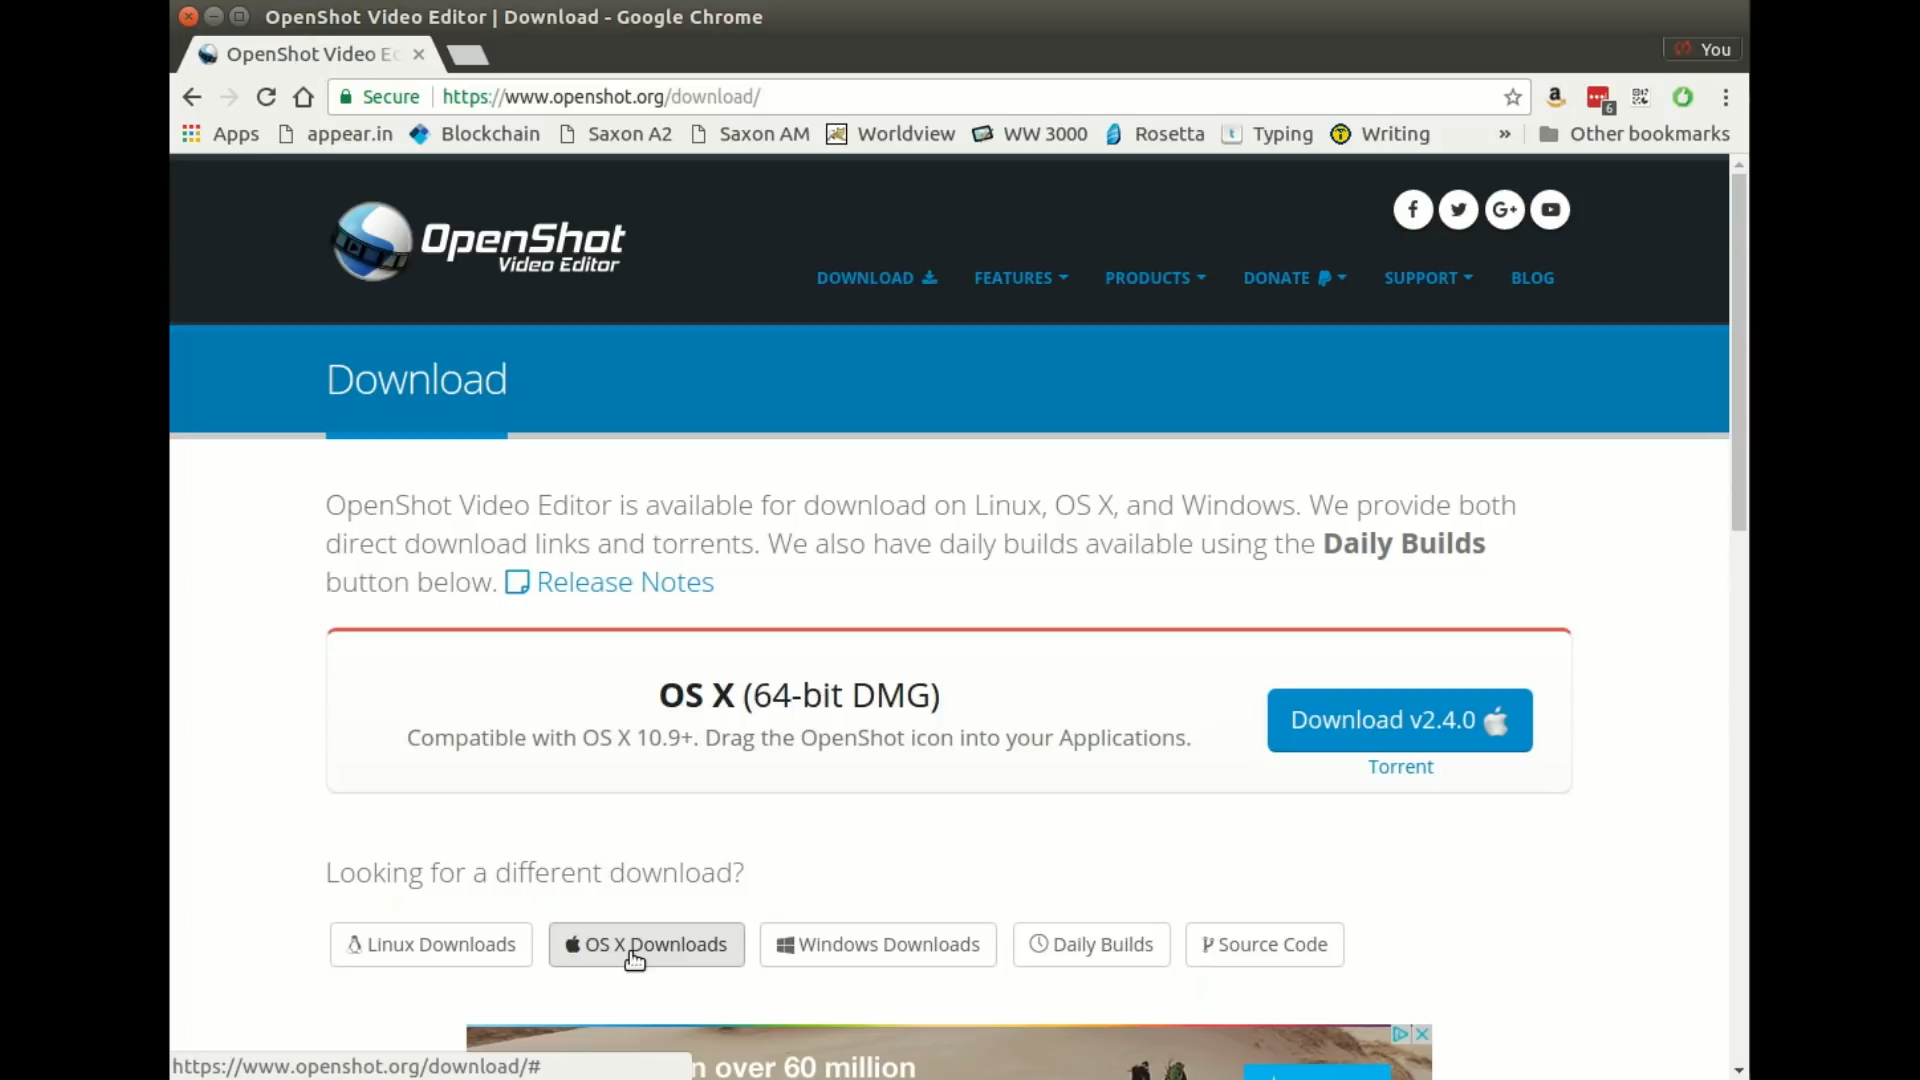 OpenShot Video Editor | Download - Google Chrome
OpenShot Video Ed
You
Secure https://www.openshot.org/download/
6
Apps appear.in Blockchain Saxon A2 Saxon AM Worldview WW 3000 Rosetta Typing Writing » Other bookmarks
OpenShot
Video Editor
DOWNLOAD FEATURES PRODUCTS DONATE SUPPORT BLOG
Download
OpenShot Video Editor is available for download on Linux, OS X, and Windows. We provide both
direct download links and torrents. We also have daily builds available using the Daily Builds
button below. Release Notes
OS X (64-bit DMG)
Compatible with OS X 10.9+. Drag the OpenShot icon into your Applications.
Download v2.4.0
Torrent
Looking for a different download?
Linux Downloads OS X Downloads Windows Downloads Daily Builds Source Code
https://www.openshot.org/download/#
n over 60 million